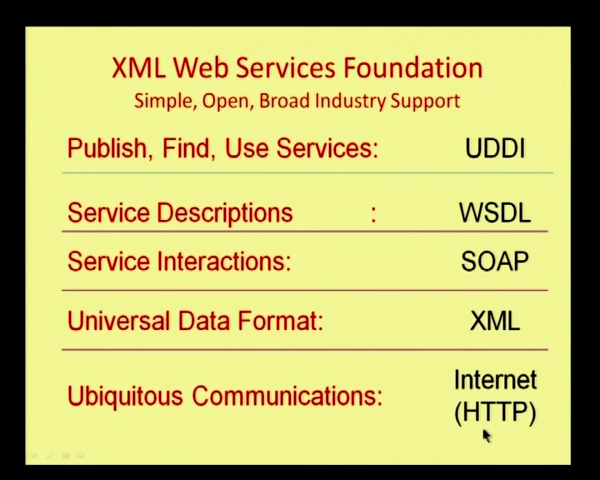 XML Web Services Foundation
Simple, Open, Broad Industry Support
Publish, Find, Use Services: UDDI
Service Descriptions : WSDL
Service Interactions: SOAP
Universal Data Format: XML
Ubiquitous Communications: Internet
(HTTP)